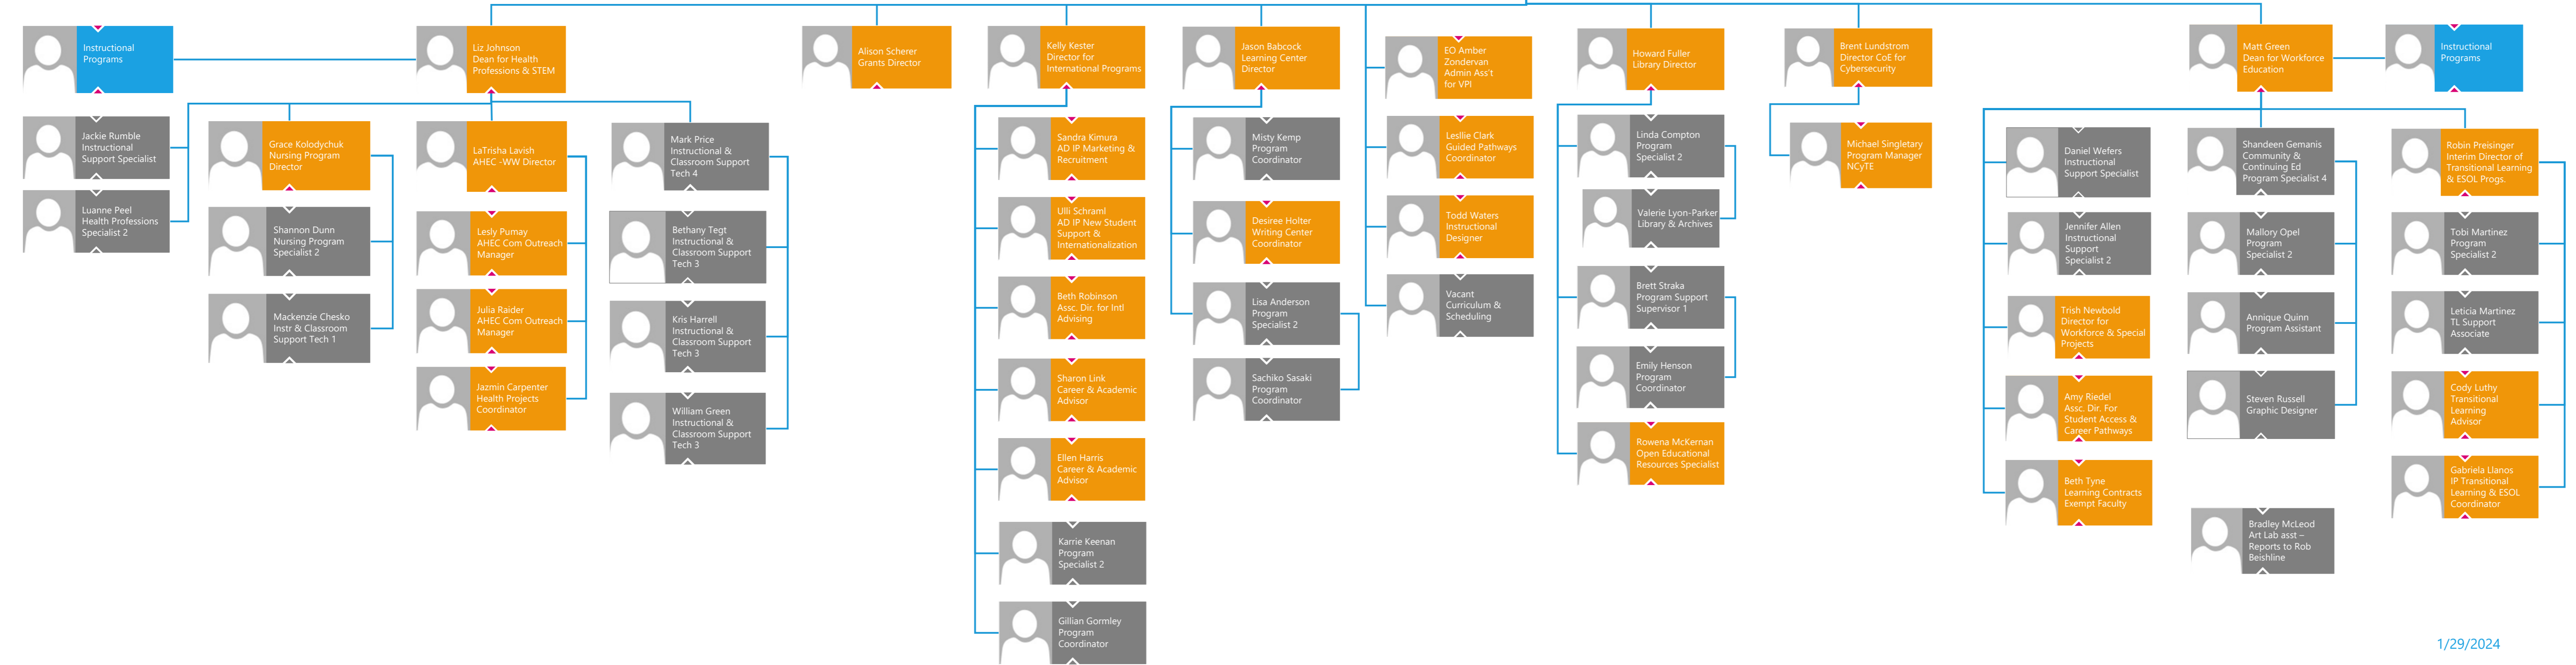 Instructional
Programs
Liz Johnson
Dean for Health
Professions & STEM
Jackie Rumble
Instructional
Support Specialist
Luanne Peel
Health Professions
Specialist 2
Grace Kolodychuk
Nursing Program
Director
Shannon Dunn
Nursing Program
Specialist 2
Mackenzie Chesko
Instr & Classroom
Support Tech 1
LaTrisha Lavish
AHEC -WW Director
Lesly Pumay
AHEC Com Outreach
Manager
Julia Raider
AHEC Com Outreach
Manager
Jazmin Carpenter
Health Projects
Coordinator
Mark Price
Instructional &
Classroom Support
Tech 4
Bethany Tegt
Instructional &
Classroom Support
Tech 3
Kris Harrell
Instructional &
Classroom Support
Tech 3
William Green
Instructional &
Classroom Support
Tech 3
Alison Scherer
Grants Director
Kelly Kester
Director for
International Programs
Sandra Kimura
AD IP Marketing &
Recruitment
Ulli Schraml
AD IP New Student
Support &
Internationalization
Beth Robinson
Assc. Dir. for Intl
Advising
Sharon Link
Career & Academic
Advisor
Ellen Harris
Career & Academic
Advisor
Karrie Keenan
Program
Specialist 2
Gillian Gormley
Program
Coordinator
Jason Babcock
Learning Center
Director
Misty Kemp
Program
Coordinator
Desiree Holter
Writing Center
Coordinator
Lisa Anderson
Program
Specialist 2
Sachiko Sasaki
Program
Coordinator
EO Amber
Zondervan
Admin Ass't
for VPI
Lesllie Clark
Guided Pathways
Coordinator
Todd Waters
Instructional
Designer
Vacant
Curriculum &
Scheduling
Howard Fuller
Library Director
Linda Compton
Program
Specialist 2
Valerie Lyon-Parker
Library & Archives
Brett Straka
Program Support
Supervisor 1
Emily Henson
Program
Coordinator
Rowena McKernan
Open Educational
Resources Specialist
Brent Lundstrom
Director CoE for
Cybersecurity
Michael Singletary
Program Manager
NCyTE
Matt Green
Dean for Workforce
Education
Instructional
Programs
Daniel Wefers
Instructional
Support Specialist
Jennifer Allen
Instructional
Support
Specialist 2
Trish Newbold
Director for
Workforce & Special
Projects
Amy Riedel
Assc. Dir. For
Student Access &
Career Pathways
Beth Tyne
Learning Contracts
Exempt Faculty
Shandeen Gemanis
Community &
Continuing Ed
Program Specialist 4
Mallory Opel
Program
Specialist 2
Annique Quinn
Program Assistant
Steven Russell
Graphic Designer
Bradley McLeod
Art Lab asst –
Reports to Rob
Beishline
Robin Preisinger
Interim Director of
Transitional Learning
& ESOL Progs.
Tobi Martinez
Program
Specialist 2
Leticia Martinez
TL Support
Associate
Cody Luthy
Transitional
Learning
Advisor
Gabriela Llanos
IP Transitional
Learning & ESOL
Coordinator
1/29/2024